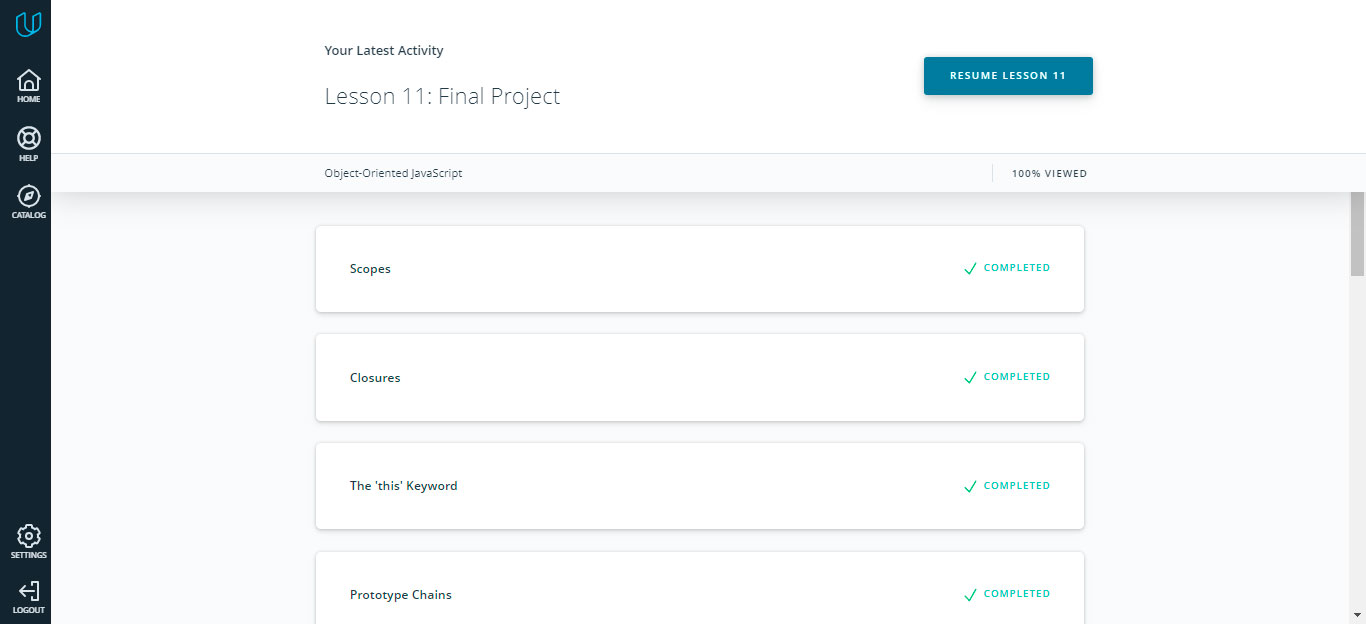 HOME
HELP
CATALOG
SETTINGS
LOGOUT
Your Latest Activity
Lesson 11: Final Project
RESUME LESSON 11
Object-Oriented JavaScript
100% VIEWED
Scopes
COMPLETED
Closures
COMPLETED
The 'this' Keyword
COMPLETED
Prototype Chains
COMPLETED